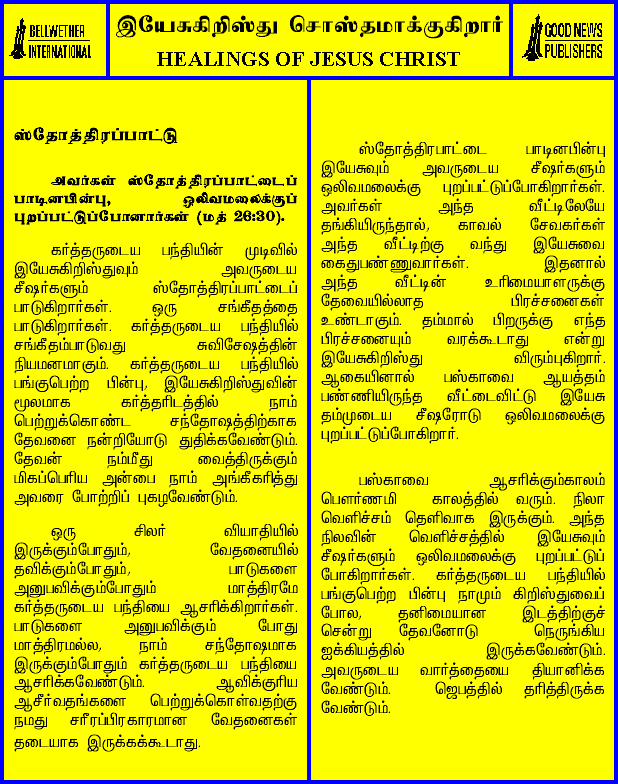 BELLWETHER
INTERNATIONAL
இயேசுகிறிஸ்து சொஸ்தமாக்குகிறார்
HEALINGS OF JESUS CHRIST
GOOD NEWS
PUBLISHERS
ஸ்தோத்திரப்பாட்டு
அவர்கள் ஸ்தோத்திரப்பாட்டைப்
பாடினபின்பு, ஒலிவமலைக்குப்
புறப்பட்டுப்போனார்கள் (மத் 26:30).
கர்த்தருடைய பந்தியின் முடிவில்
இயேசுகிறிஸ்துவும் அவருடைய
சீஷர்களும் ஸ்தோத்திரப்பாட்டைப்
பாடுகிறார்கள். ஒரு சங்கீதத்தை
பாடுகிறார்கள். கர்த்தருடைய பந்தியில்
சங்கீதம்பாடுவது சுவிசேஷத்தின்
நியமனமாகும். கர்த்தருடைய பந்தியில்
பங்குபெற்ற பின்பு, இயேசுகிறிஸ்துவின்
மூலமாக கர்த்தரிடத்தில் நாம்
பெற்றுக்கொண்ட சந்தோஷத்திற்காக
தேவனை நன்றியோடு துதிக்கவேண்டும்.
தேவன் நம்மீது வைத்திருக்கும்
மிகப்பெரிய அன்பை நாம் அங்கீகரித்து
அவரை போற்றிப் புகழவேண்டும்.
ஒரு சிலர் வியாதியில்
இருக்கும்போதும், வேதனையில்
தவிக்கும்போதும், பாடுகளை
அனுபவிக்கும்போதும் மாத்திரமே
கர்த்தருடைய பந்தியை ஆசரிக்கிறார்கள்.
பாடுகளை அனுபவிக்கும் போது
மாத்திரமல்ல, நாம் சந்தோஷமாக
இருக்கும்போதும் கர்த்தருடைய பந்தியை
ஆசரிக்கவேண்டும். ஆவிக்குரிய
ஆசீர்வதங்களை பெற்றுக்கொள்வதற்கு
நமது சரீரப்பிரகாரமான வேதனைகள்
தடையாக இருக்கக்கூடாது.
ஸ்தோத்திரபாட்டை பாடினபின்பு
இயேசுவும் அவருடைய சீஷர்களும்
ஒலிவமலைக்கு புறப்பட்டுப்போகிறார்கள்.
அவர்கள் அந்த வீட்டிலேயே
தங்கியிருந்தால், காவல் சேவகர்கள்
அந்த வீட்டிற்கு வந்து இயேசுவை
கைதுபண்ணுவார்கள். இதனால்
அந்த வீட்டின் உரிமையாளருக்கு
தேவையில்லாத பிரச்சனைகள்
உண்டாகும். தம்மால் பிறருக்கு எந்த
பிரச்சனையும் வரக்கூடாது என்று
இயேசுகிறிஸ்து விரும்புகிறார்.
ஆகையினால் பஸ்காவை ஆயத்தம்
பண்ணியிருந்த வீட்டைவிட்டு இயேசு
தம்முடைய சீஷரோடு ஒலிவமலைக்கு
புறப்பட்டுப்போகிறார்.
பஸ்காவை ஆசரிக்கும்காலம்
பௌர்ணமி காலத்தில் வரும். நிலா
வெளிச்சம் தெளிவாக இருக்கும். அந்த
நிலவின் வெளிச்சத்தில் இயேசுவும்
சீஷர்களும் ஒலிவமலைக்கு புறப்பட்டுப்
போகிறார்கள். கர்த்தருடைய பந்தியில்
பங்குபெற்ற பின்பு நாமும் கிறிஸ்துவைப்
போல, தனிமையான இடத்திற்குச்
சென்று தேவனோடு நெருங்கிய
ஐக்கியத்தில் இருக்கவேண்டும்.
அவருடைய வார்த்தையை தியானிக்க
வேண்டும். ஜெபத்தில் தரித்திருக்க
வேண்டும்.